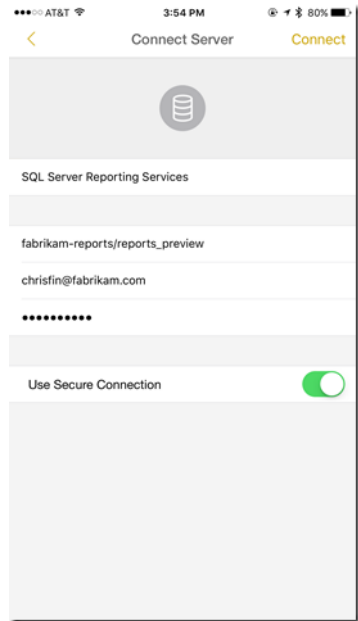 AT&T 3:54 PM 80%
Connect Server Connect
SQL Server Reporting Services
fabrikam-reports/reports_preview
chrisfin@fabrikam.com
••••••••••
Use Secure Connection